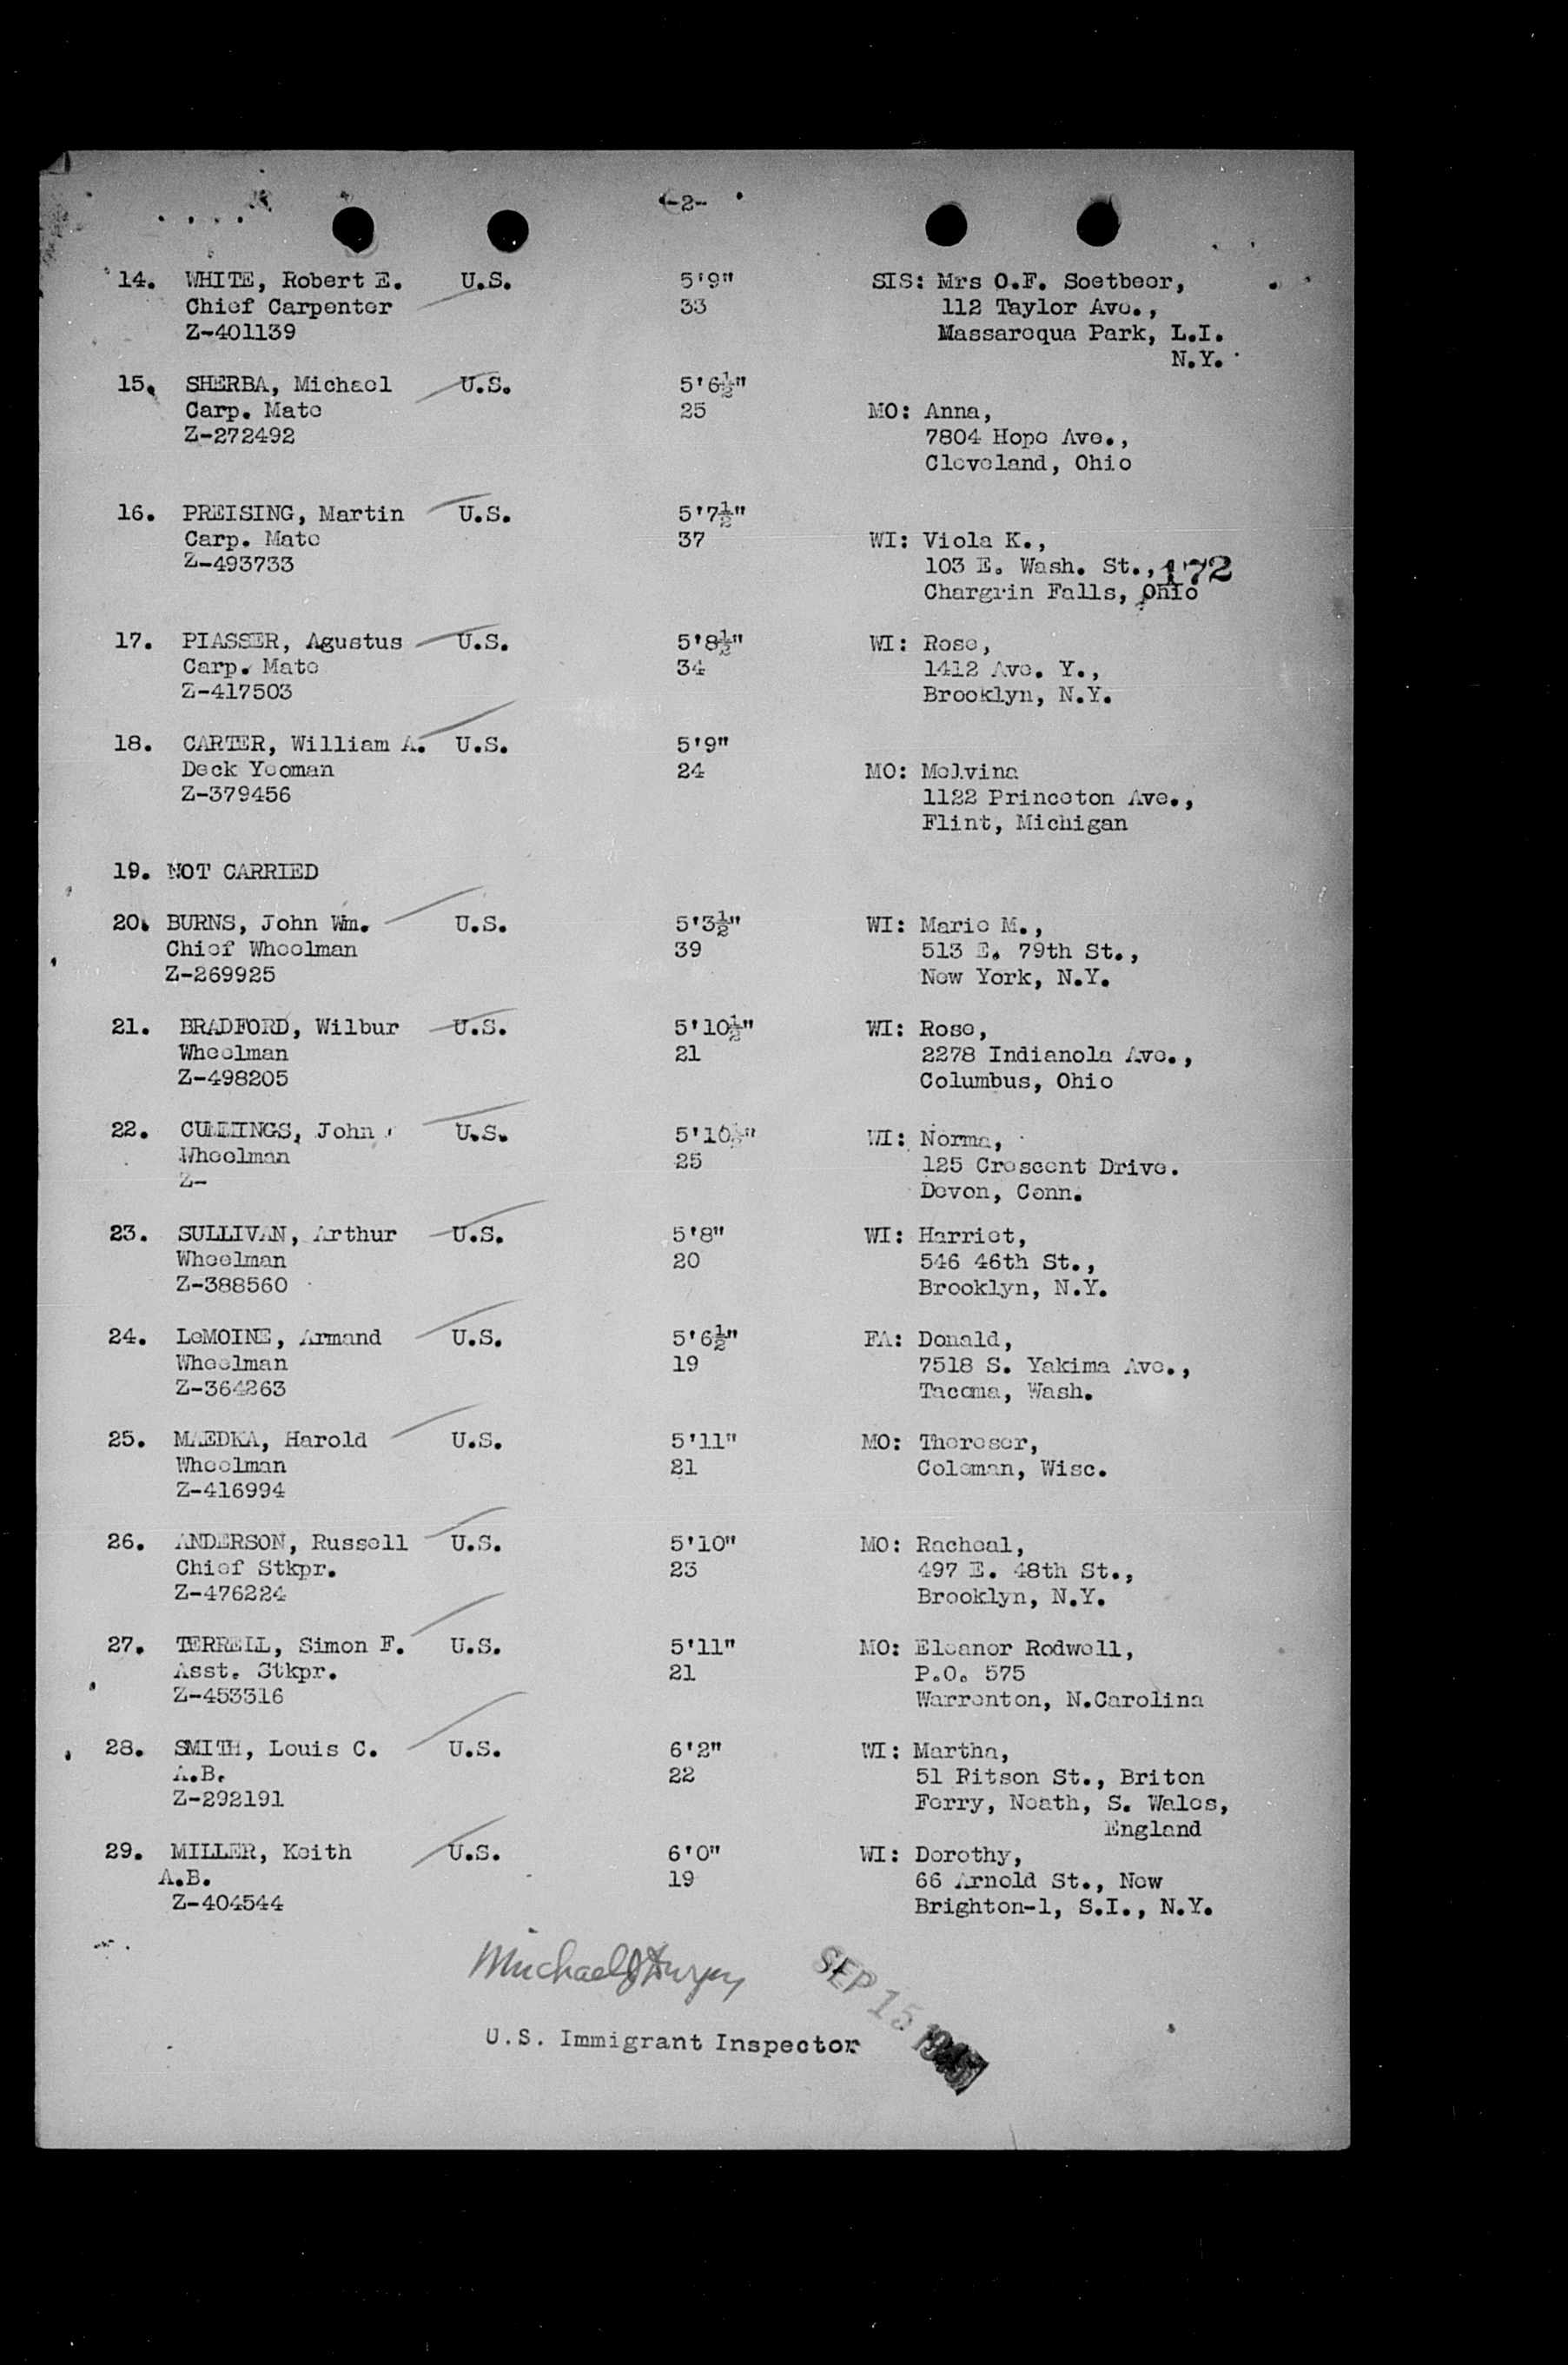 -2-
14. WHITE, Robert E. U.S. 5'9" SIS: Mrs O.F. Soetbeer,
Chief Carpenter 33 112 Taylor Ave.,
Z-401139 Massarequa Park, L.I.
N.Y.
15. SHERBA, Michael U.S. 5'6½"
Carp. Mate 25 MO: Anna,
Z-272492 7804 Hope Ave.,
Cleveland, Ohio
16. PREISING, Martin U.S. 5'7½"
Carp. Mate 37 WI: Viola K.,
Z-493733 103 E. Wash. St., 172
Chargrin Falls, Ohio
17. PIASSER, Agustus U.S. 5'8½" WI: Rose,
Carp. Mate 34 1412 Ave. Y.,
Z-417503 Brooklyn, N.Y.
18. CARTER, William A. U.S. 5'9"
Deck Yeoman 24 MO: Melvina
Z-379456 1122 Princeton Ave.,
Flint, Michigan
19. NOT CARRIED
20. BURNS, John Wm. U.S. 5'3½" WI: Marie M.,
Chief Wheelman 39 513 E. 79th St.,
Z-269925 New York, N.Y.
21. BRADFORD, Wilbur U.S. 5'10½" WI: Rose,
Wheelman 21 2278 Indianola Ave.,
Z-498205 Columbus, Ohio
22. CUMMINGS, John U.S. 5'10½" WI: Norma,
Wheelman 25 125 Crescent Drive.
Z- Devon, Conn.
23. SULLIVAN, Arthur U.S. 5'8" WI: Harriet,
Wheelman 20 546 46th St.,
Z-388560 Brooklyn, N.Y.
24. LeMOINE, Armand U.S. 5'6½" FA: Donald,
Wheelman 19 7518 S. Yakima Ave.,
Z-364263 Tacoma, Wash.
25. MAEDKA, Harold U.S. 5'11" MO: Thereser,
Wheelman 21 Coleman, Wisc.
Z-416994
26. ANDERSON, Russell U.S. 5'10" MO: Racheal,
Chief Stkpr. 23 497 E. 48th St.,
Z-476224 Brooklyn, N.Y.
27. TERRELL, Simon F. U.S. 5'11" MO: Eleanor Rodwell,
Asst. Stkpr. 21 P.O. 575
Z-453316 Warrenton, N.Carolina
28. SMITH, Louis C. U.S. 6'2" WI: Martha,
A.B. 22 51 Ritson St., Briton
Z-292191 Ferry, Neath, S. Wales,
England
29. MILLER, Keith U.S. 6'0" WI: Dorothy,
A.B. 19 66 Arnold St., New
Z-404544 Brighton-1, S.I., N.Y.
Michael
SEP 15
U.S. Immigrant Inspector